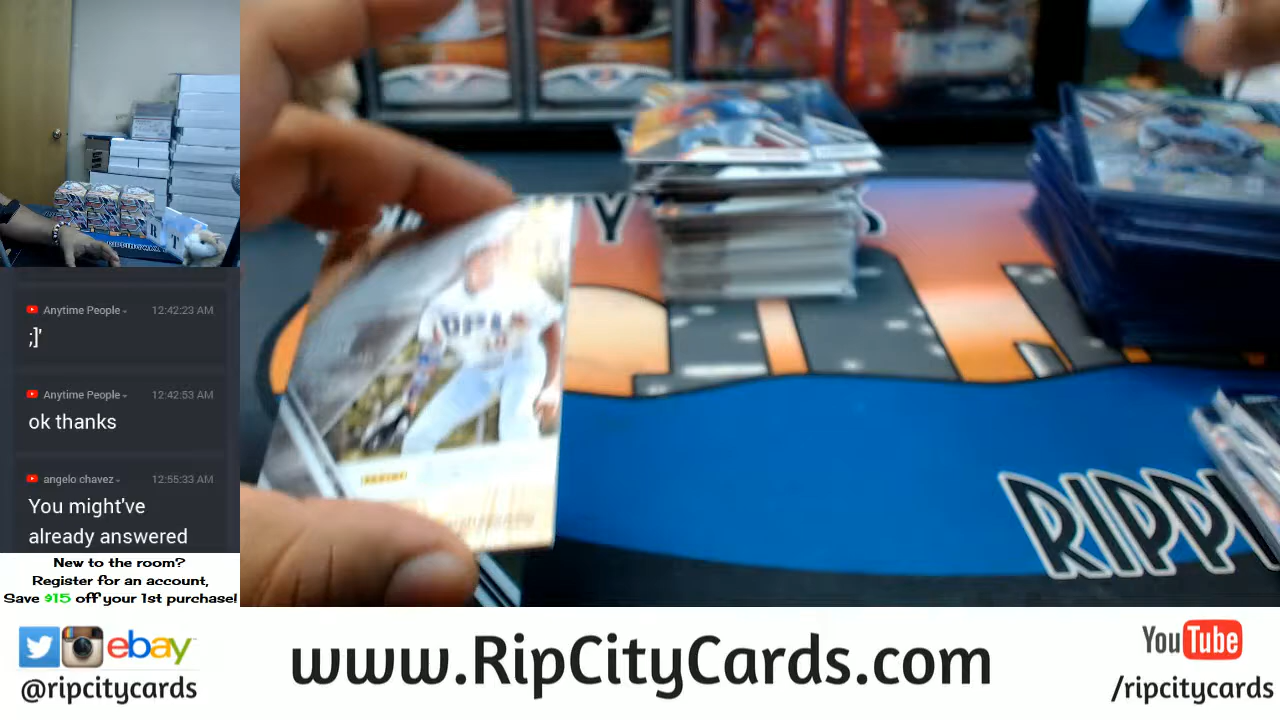 Anytime People
12:42:23 AM
;]'
Anytime People
12:42:53 AM
ok thanks
angelo chavez
12:55:33 AM
You might've
already answered
New to the room?
Register for an account,
Save $15 off your 1st purchase!
ebay
@ripcitycards
www.RipCityCards.com
YouTube
/ripcitycards
RIPPI
PANINI